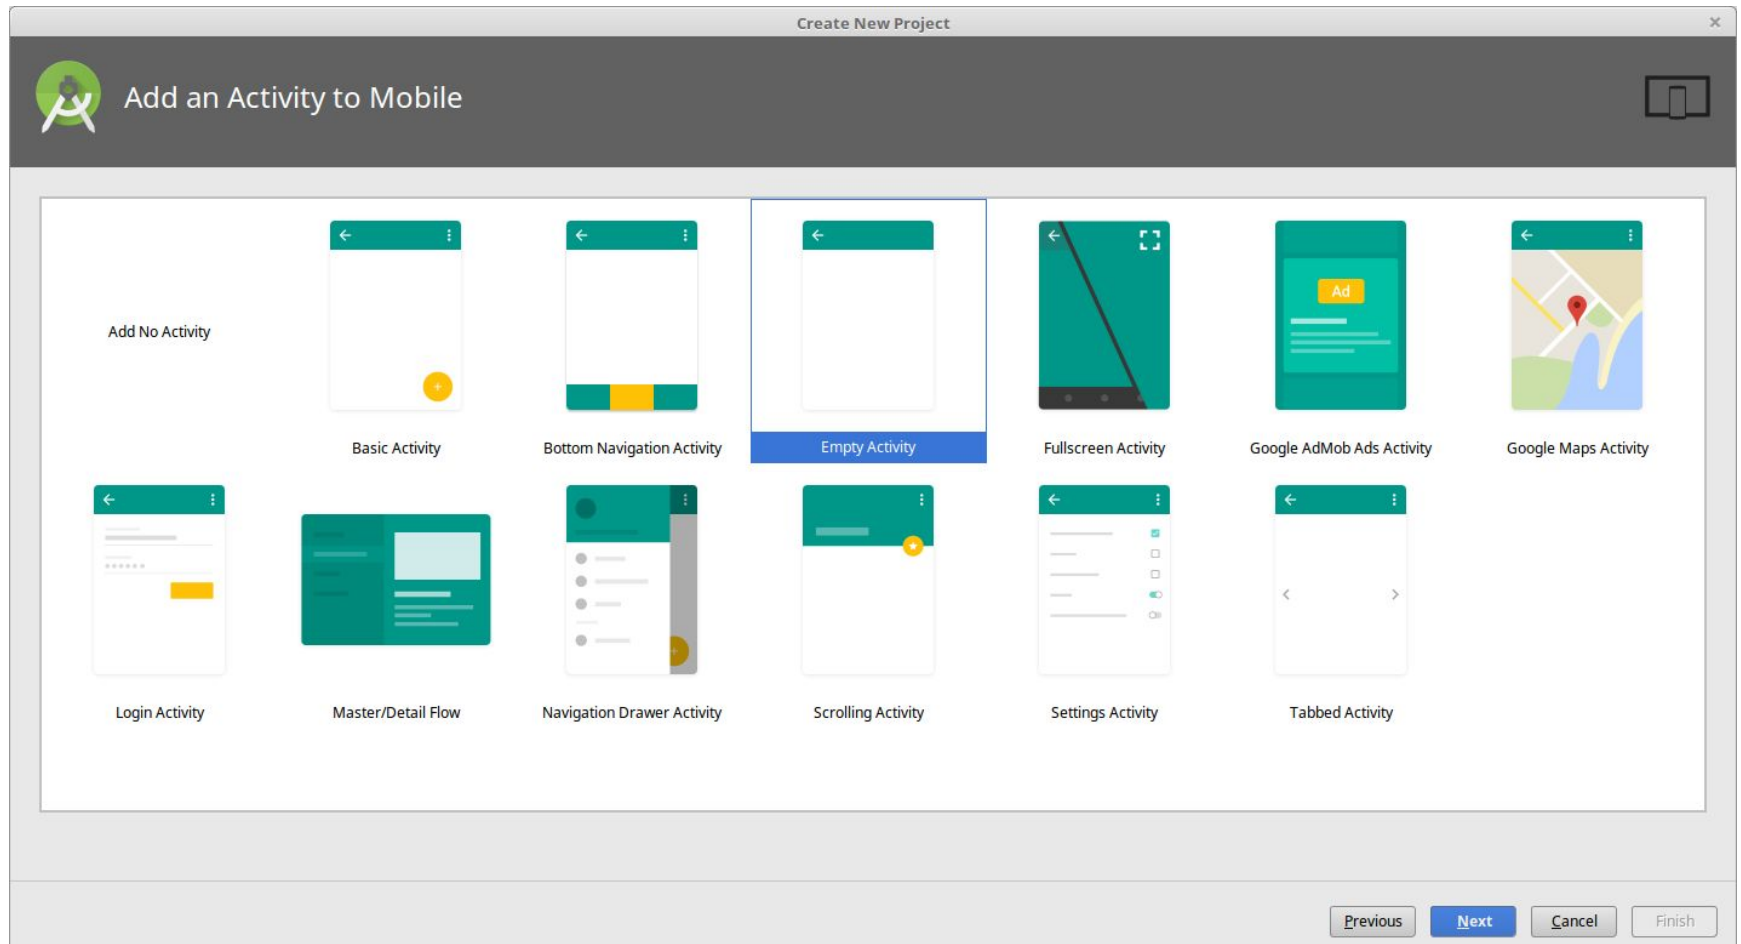 Create New Project
Add an Activity to Mobile
Add No Activity
Basic Activity
Bottom Navigation Activity
Empty Activity
Fullscreen Activity
Ad
Google AdMob Ads Activity
Google Maps Activity
Login Activity
Master/Detail Flow
Navigation Drawer Activity
Scrolling Activity
Settings Activity
Tabbed Activity
Previous
Next
Cancel
Finish